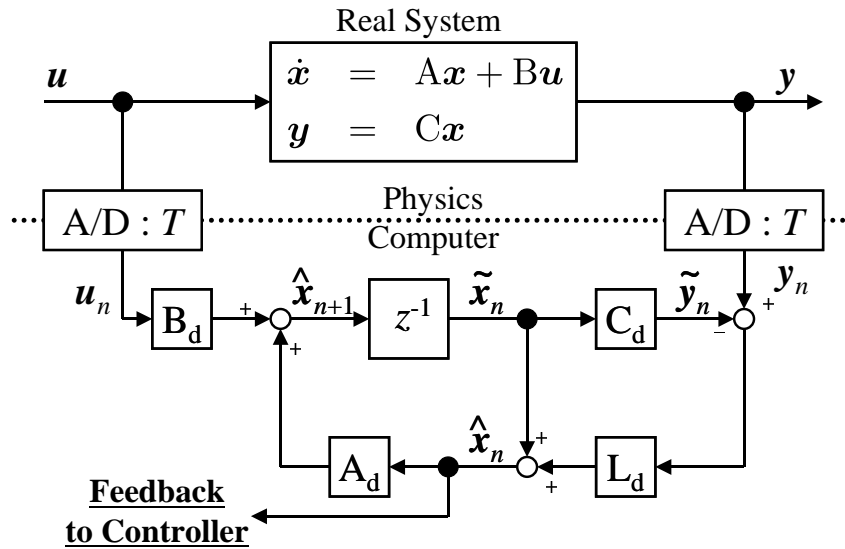 Real System
u
ẋ = Ax + Bu
y
y = Cx
A/D : T
Physics
A/D : T
Computer
u_n
B_d
+
x̂_{n+1}
z^{-1}
x̃_n
C_d
ỹ_n
y_n
+
−
+
A_d
x̂_n
+
+
L_d
Feedback
to Controller